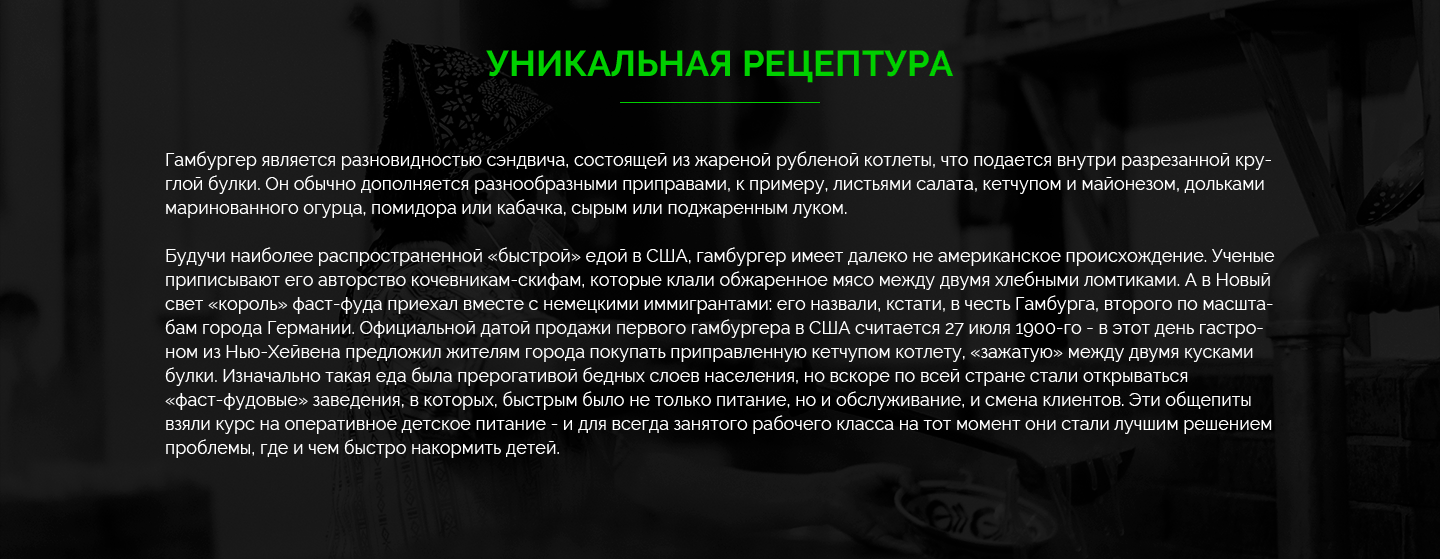 УНИКАЛЬНАЯ РЕЦЕПТУРА
Гамбургер является разновидностью сэндвича, состоящей из жареной рубленой котлеты, что подается внутри разрезанной кру-
глой булки. Он обычно дополняется разнообразными приправами, к примеру, листьями салата, кетчупом и майонезом, дольками
маринованного огурца, помидора или кабачка, сырым или поджаренным луком.
Будучи наиболее распространенной «быстрой» едой в США, гамбургер имеет далеко не американское происхождение. Ученые
приписывают его авторство кочевникам-скифам, которые клали обжаренное мясо между двумя хлебными ломтиками. А в Новый
свет «король» фаст-фуда приехал вместе с немецкими иммигрантами: его назвали, кстати, в честь Гамбурга, второго по масшта-
бам города Германии. Официальной датой продажи первого гамбургера в США считается 27 июля 1900-го - в этот день гастро-
ном из Нью-Хейвена предложил жителям города покупать приправленную кетчупом котлету, «зажатую» между двумя кусками
булки. Изначально такая еда была прерогативой бедных слоев населения, но вскоре по всей стране стали открываться
«фаст-фудовые» заведения, в которых, быстрым было не только питание, но и обслуживание, и смена клиентов. Эти общепиты
взяли курс на оперативное детское питание - и для всегда занятого рабочего класса на тот момент они стали лучшим решением
проблемы, где и чем быстро накормить детей.